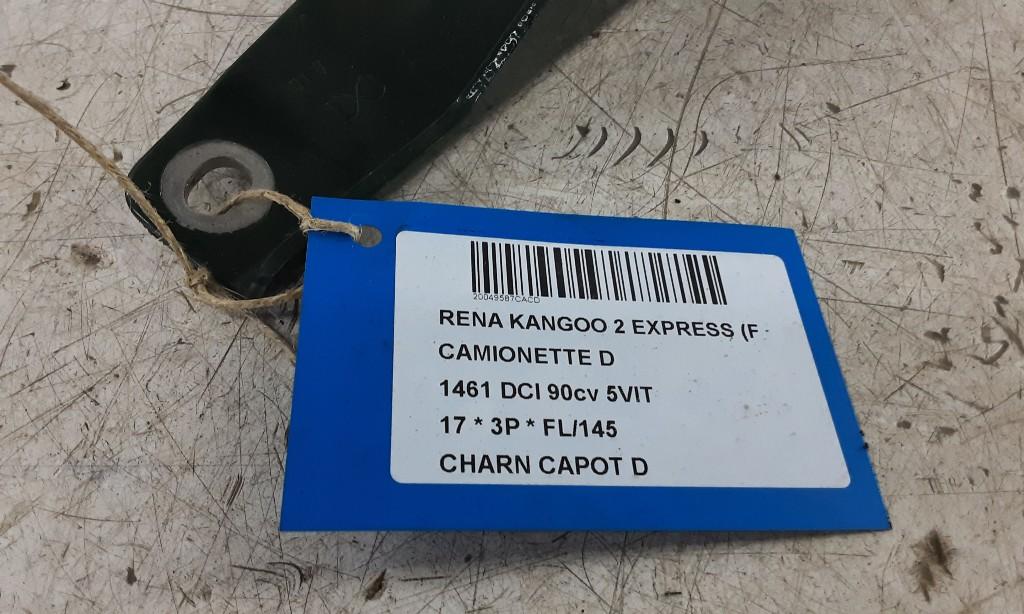 20049587CACD
RENA KANGOO 2 EXPRESS (F
CAMIONETTE D
1461 DCI 90cv 5VIT
17 * 3P * FL/145
CHARN CAPOT D